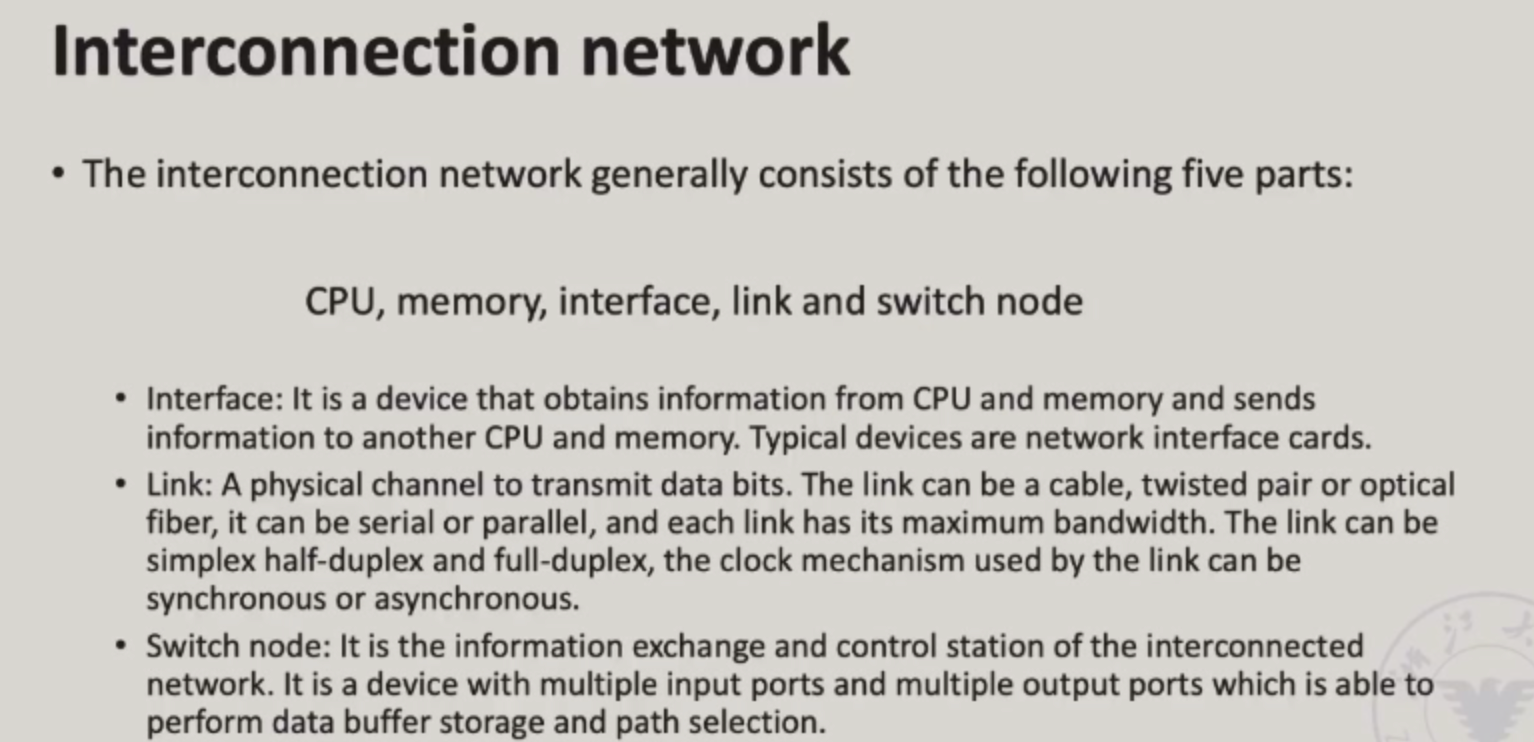 Interconnection network
• The interconnection network generally consists of the following five parts:
CPU, memory, interface, link and switch node
• Interface: It is a device that obtains information from CPU and memory and sends
information to another CPU and memory. Typical devices are network interface cards.
• Link: A physical channel to transmit data bits. The link can be a cable, twisted pair or optical
fiber, it can be serial or parallel, and each link has its maximum bandwidth. The link can be
simplex half-duplex and full-duplex, the clock mechanism used by the link can be
synchronous or asynchronous.
• Switch node: It is the information exchange and control station of the interconnected
network. It is a device with multiple input ports and multiple output ports which is able to
perform data buffer storage and path selection.